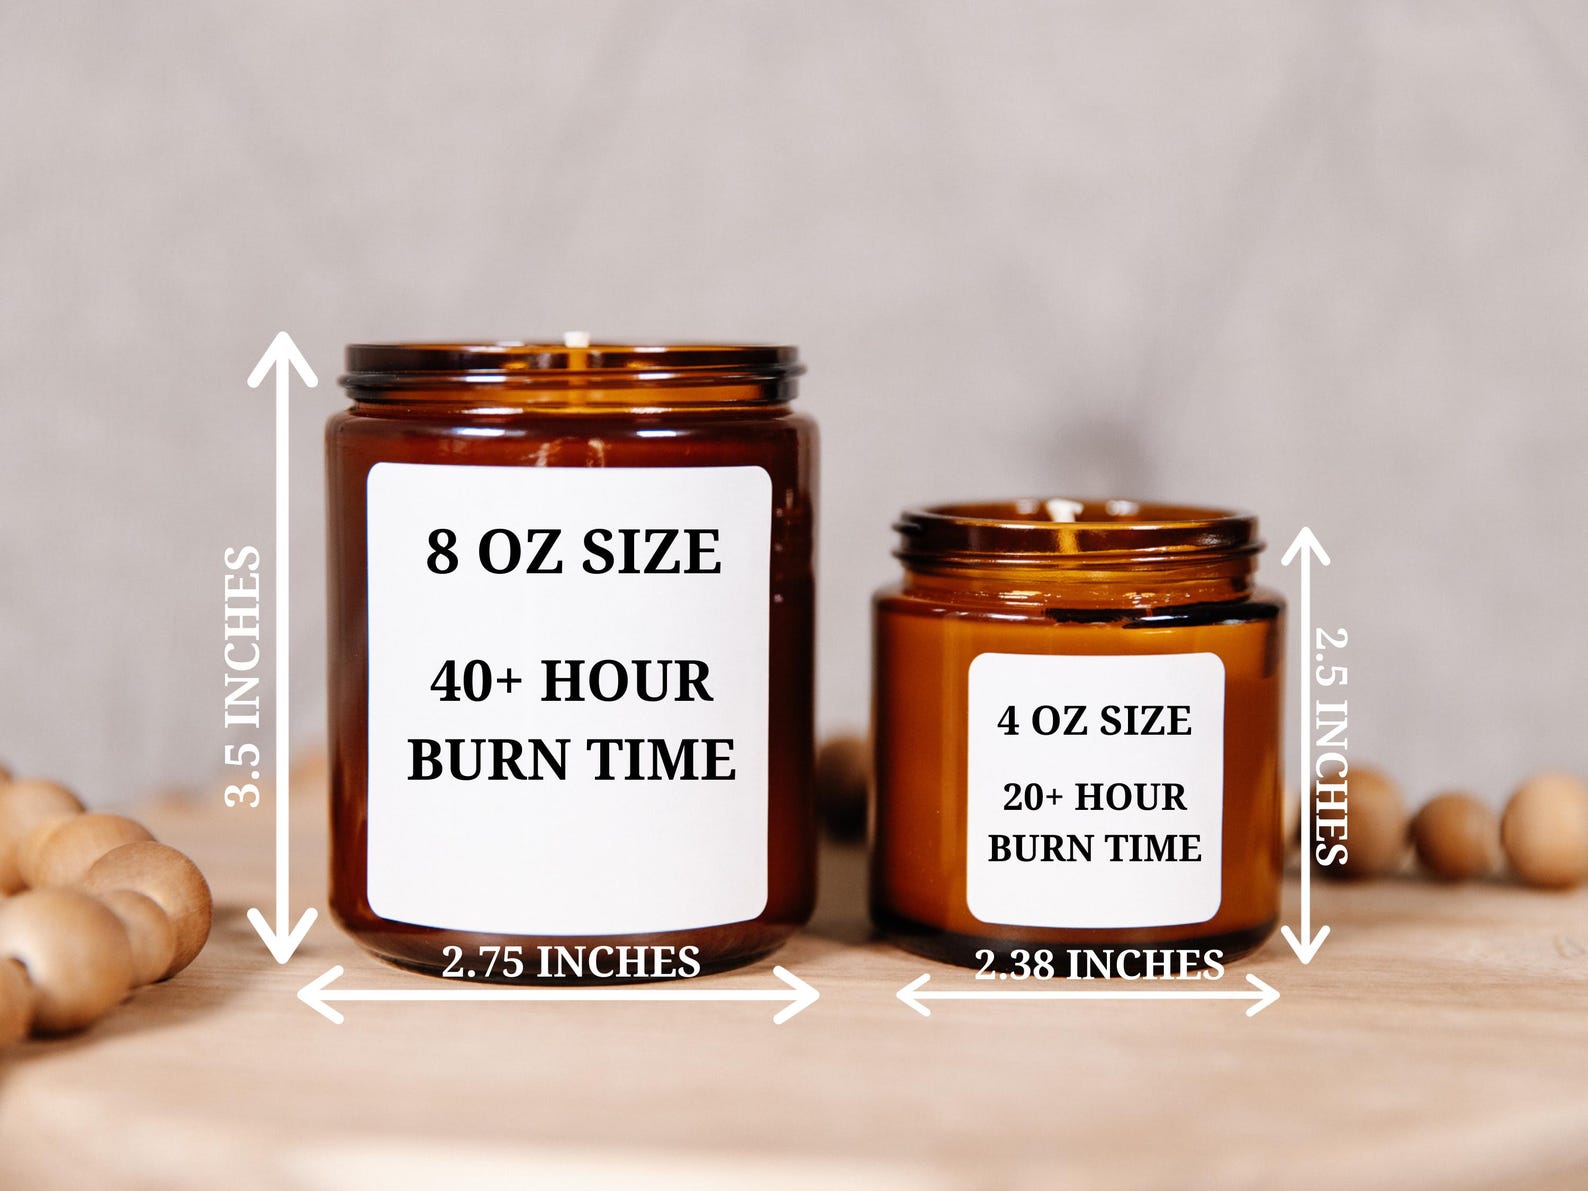 3.5 INCHES
8 OZ SIZE
40+ HOUR
BURN TIME
2.75 INCHES
4 OZ SIZE
20+ HOUR
BURN TIME
2.38 INCHES
2.5 INCHES